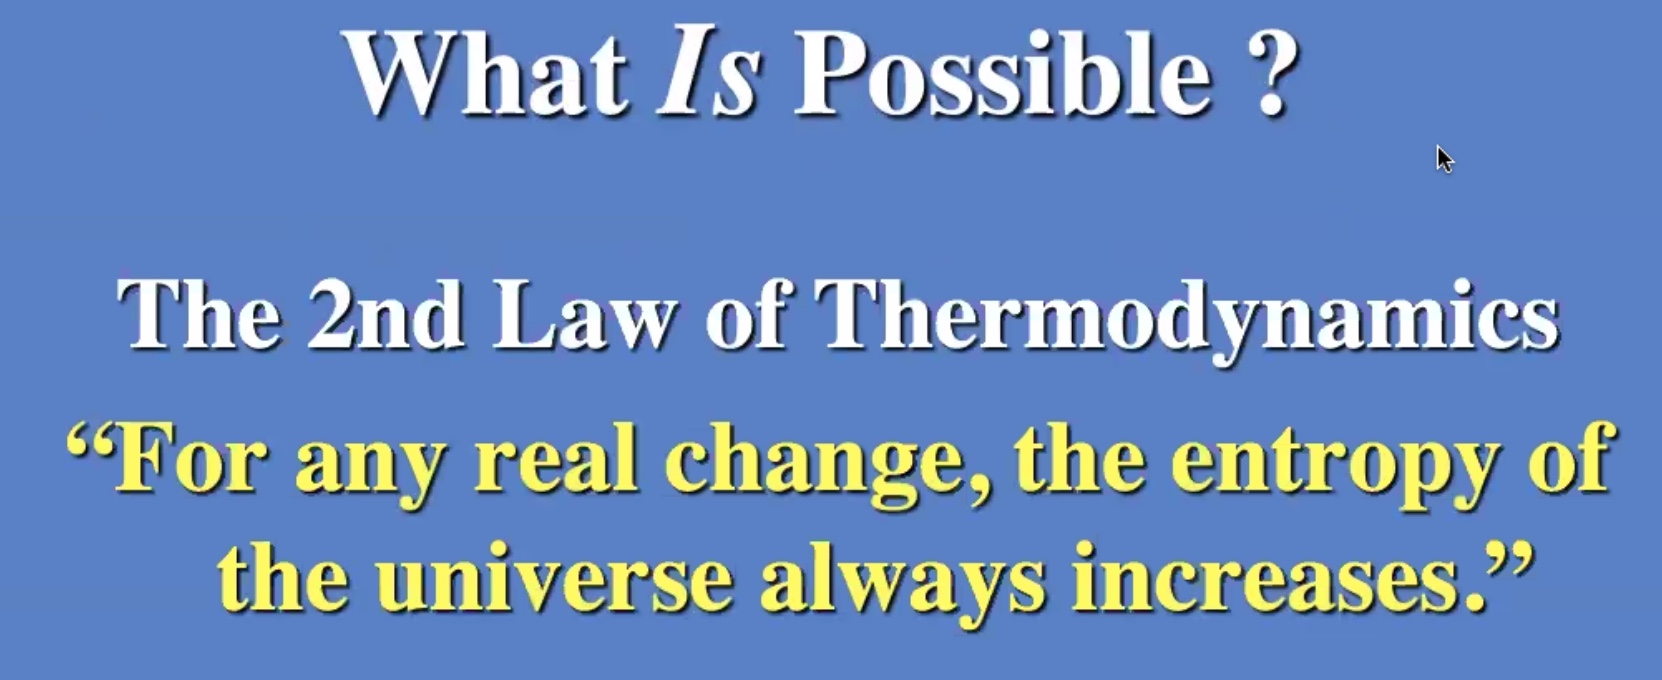 What Is Possible ?
The 2nd Law of Thermodynamics
“For any real change, the entropy of
the universe always increases.”